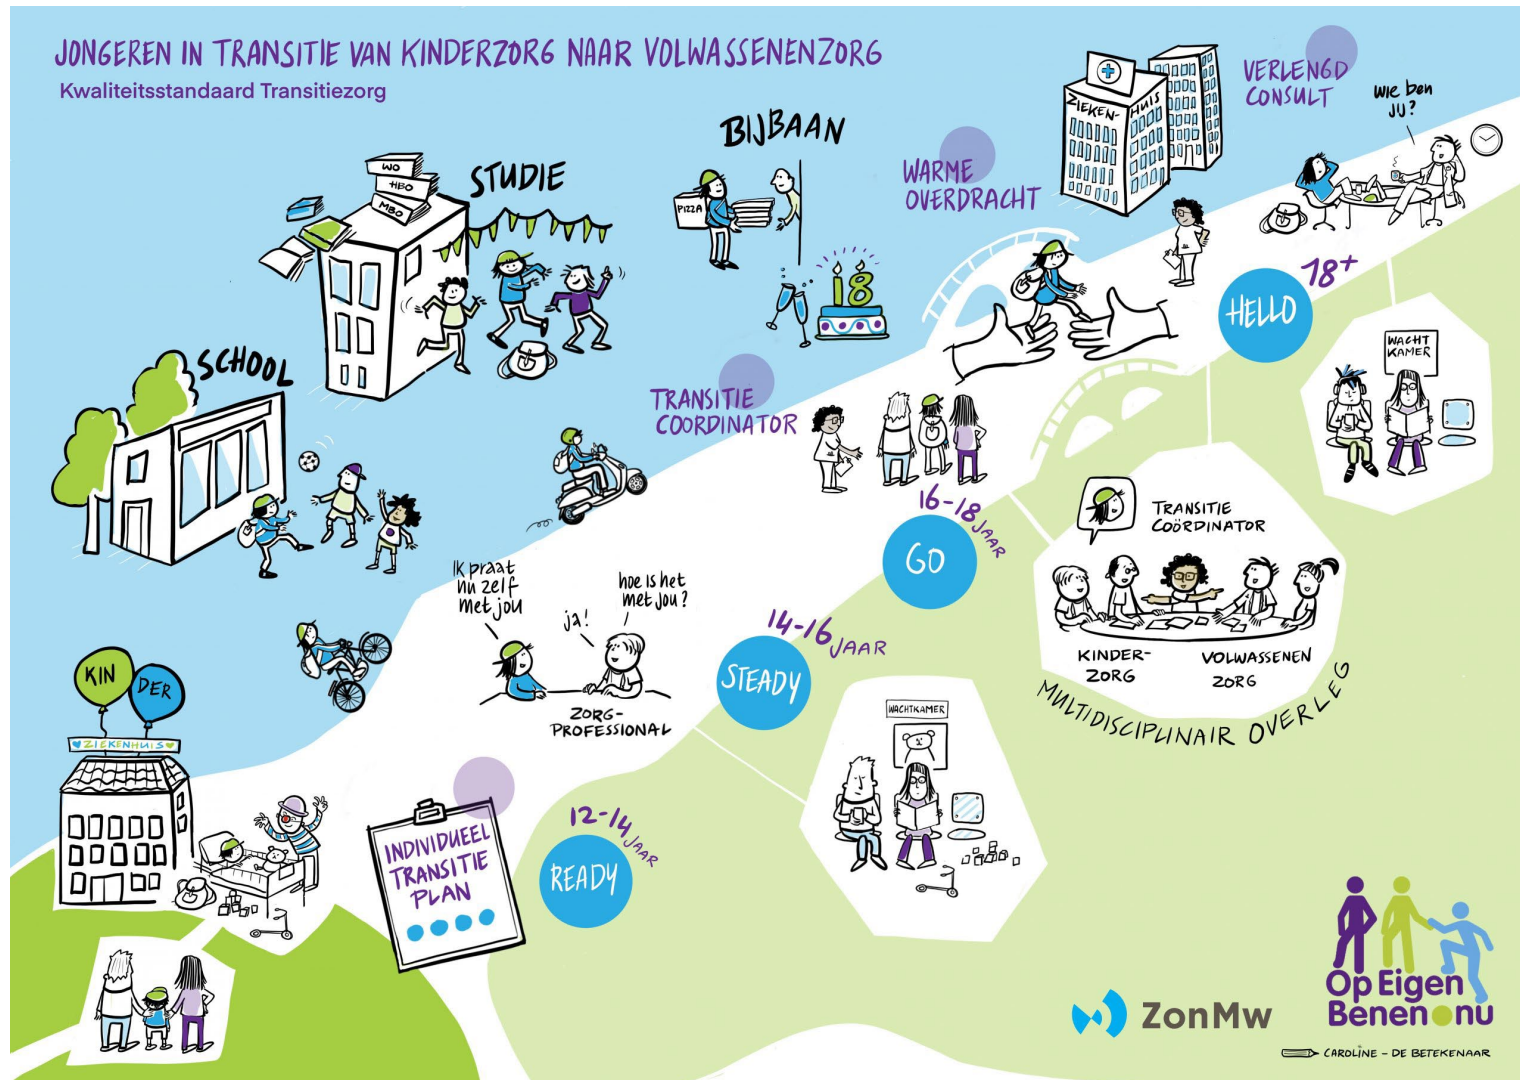 JONGEREN IN TRANSITIE VAN KINDERZORG NAAR VOLWASSENENZORG
Kwaliteitsstandaard Transitiezorg
VERLENGD
CONSULT
wie ben
jij?
ZIEKEN-HUIS
BIJBAAN
PIZZA
WARME
OVERDRACHT
STUDIE
WO
HBO
MBO
18
18+
HELLO
WACHT
KAMER
SCHOOL
TRANSITIE
COORDINATOR
16-18 JAAR
GO
TRANSITIE
COÖRDINATOR
KINDER-
ZORG
VOLWASSENEN
ZORG
MULTIDISCIPLINAIR OVERLEG
ik praat
nu zelf
met jou
ja!
hoe is het
met jou?
ZORG-
PROFESSIONAL
14-16 JAAR
STEADY
WACHTKAMER
KIN
DER
ZIEKENHUIS
INDIVIDUEEL
TRANSITIE
PLAN
12-14 JAAR
READY
ZonMw
Op Eigen
Benen nu
CAROLINE - DE BETEKENAAR